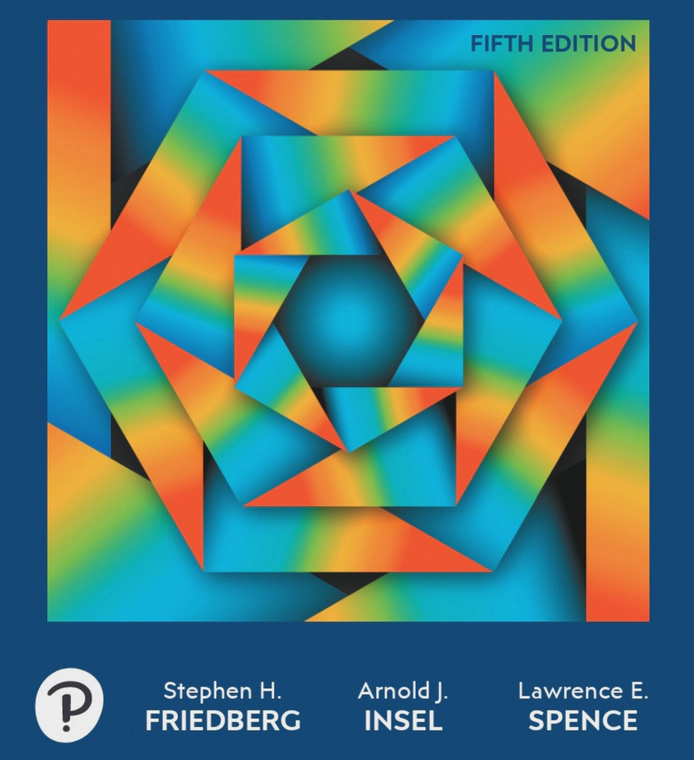 FIFTH EDITION
Stephen H. Arnold J. Lawrence E.
FRIEDBERG INSEL SPENCE